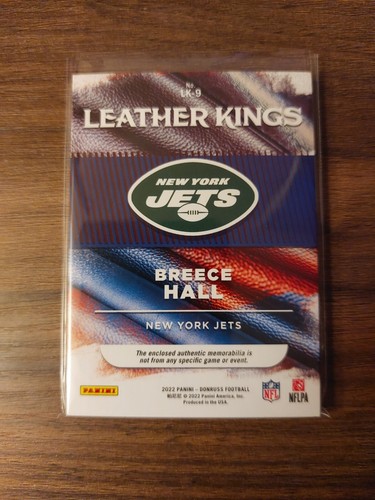 No.
LK-9
LEATHER KINGS
NEW YORK
JETS
BREECE
HALL
NEW YORK JETS
The enclosed authentic memorabilia is
not from any specific game or event.
PANINI
2022 PANINI – DONRUSS FOOTBALL
© 2022 Panini America, Inc.
Produced in the USA.
NFL
NFLPA